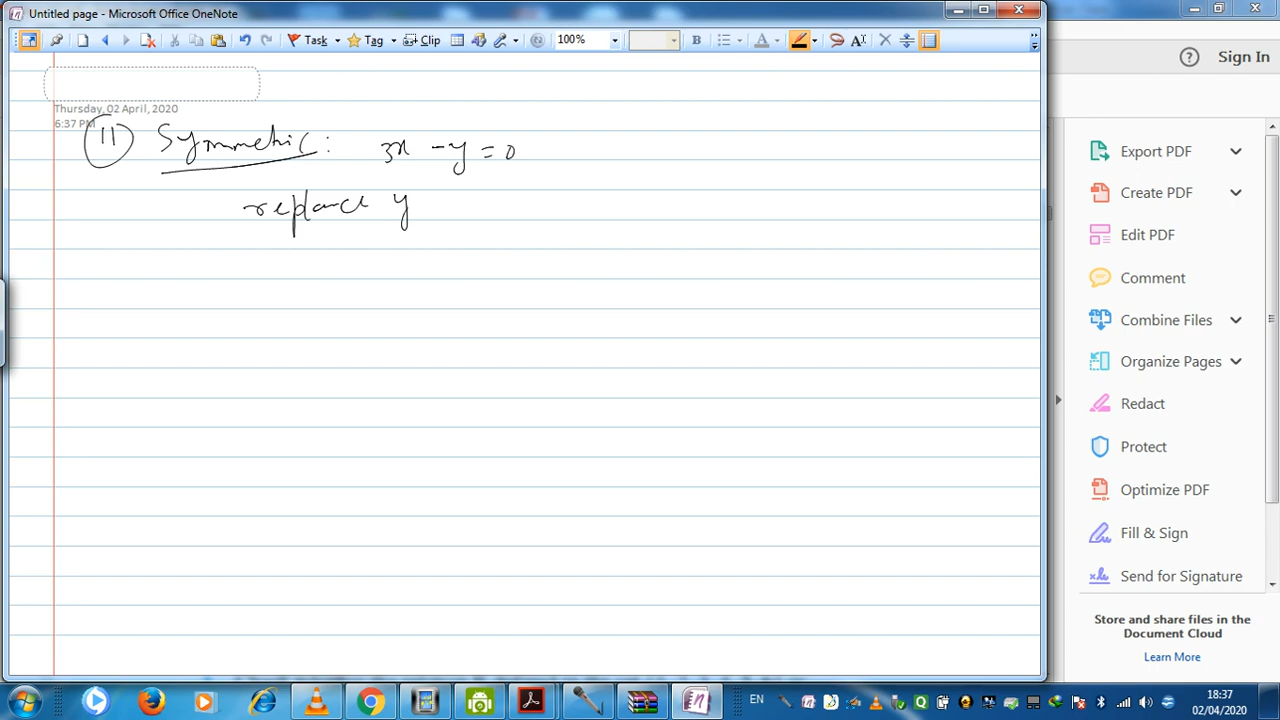 Untitled page - Microsoft Office OneNote
Task Tag Clip 100% B A A
Sign In
Thursday, 02 April, 2020
6:37 PM
11 Symmetric : 3x - y = 0
replance y
Export PDF
Create PDF
Edit PDF
Comment
Combine Files
Organize Pages
Redact
Protect
Optimize PDF
Fill & Sign
Send for Signature
Store and share files in the
Document Cloud
Learn More
EN
18:37
02/04/2020